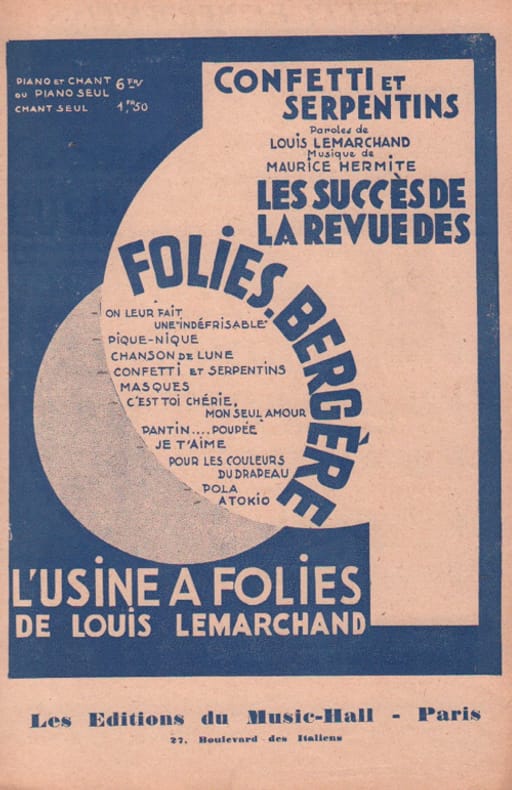 PIANO ET CHANT 6 FRS
OU PIANO SEUL
CHANT SEUL 1 FR, 50
CONFETTI ET
SERPENTINS
Paroles de
LOUIS LEMARCHAND
Musique de
MAURICE HERMITE
LES SUCCÈS DE
LA REVUE DES
FOLIES-BERGÈRE
- ON LEUR FAIT
UNE "INDÉFRISABLE"
- PIQUE-NIQUE
CHANSON DE LUNE
- CONFETTI ET SERPENTINS
MASQUES
- C'EST TOI CHÉRIE,
MON SEUL AMOUR
PANTIN.... POUPÉE
- JE T'AIME
POUR LES COULEURS
DU DRAPEAU
- POLA
- A TOKIO
L'USINE A FOLIES
DE LOUIS LEMARCHAND
Les Editions du Music-Hall - Paris
27, Boulevard des Italiens